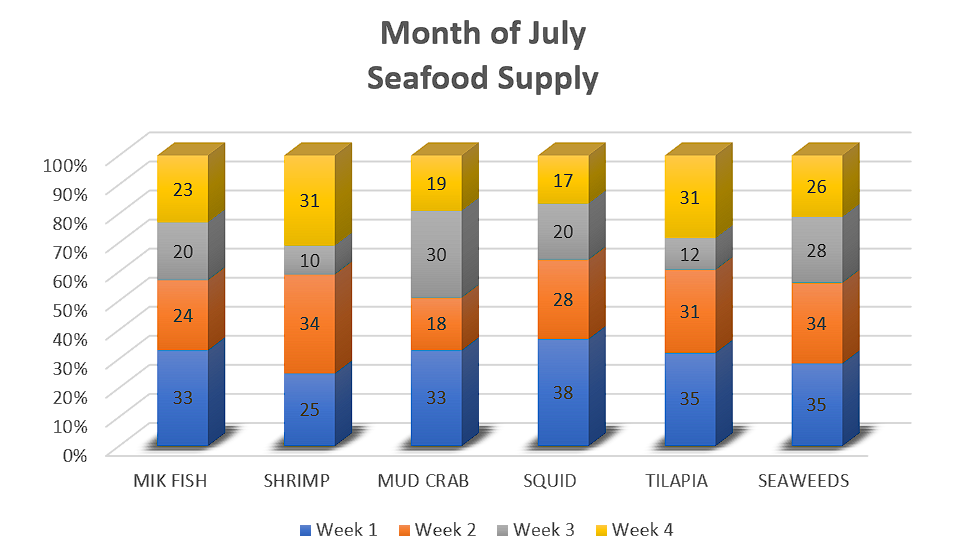 Month of July
Seafood Supply
100%
90%
80%
70%
60%
50%
40%
30%
20%
10%
0%
23 31 19 17 31 26
20 10 30 20 12 28
24 34 18 28 31 34
33 25 33 38 35 35
MIK FISH SHRIMP MUD CRAB SQUID TILAPIA SEAWEEDS
Week 1 Week 2 Week 3 Week 4